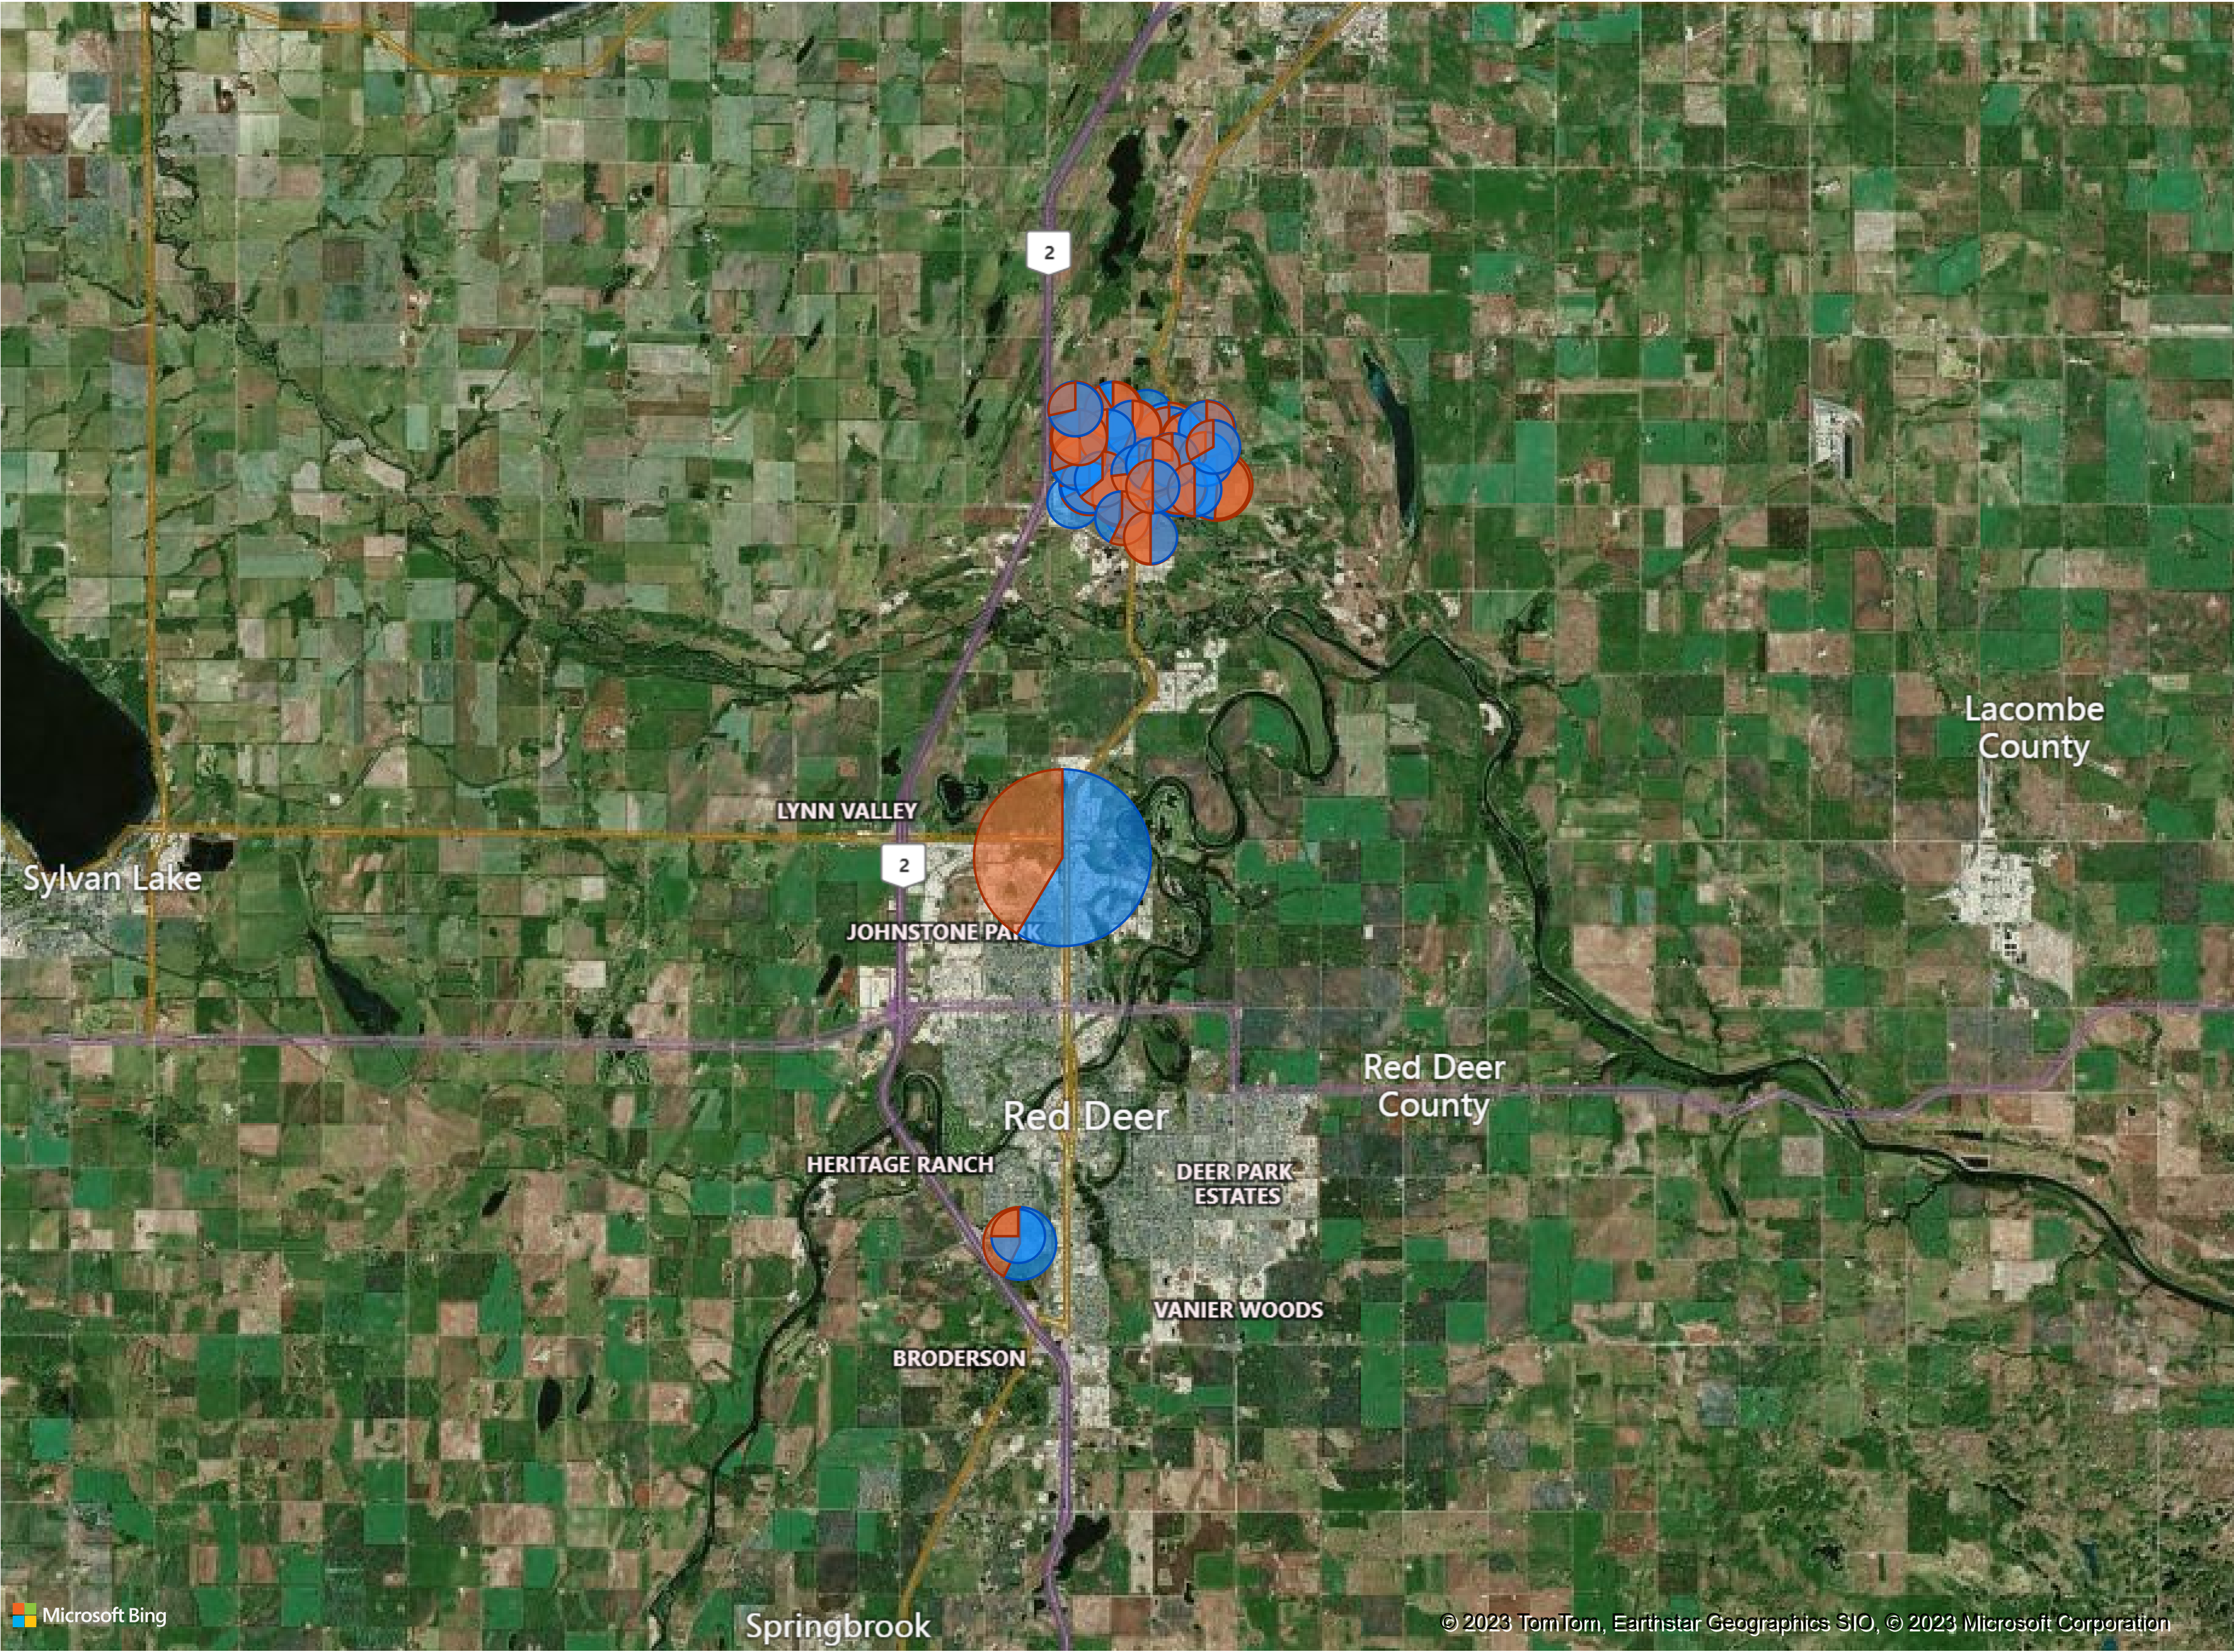 2
LYNN VALLEY
2
Sylvan Lake
JOHNSTONE PARK
Lacombe
County
Red Deer
County
Red Deer
HERITAGE RANCH
DEER PARK
ESTATES
VANIER WOODS
BRODERSON
Springbrook
Microsoft Bing
© 2023 TomTom, Earthstar Geographics SIO, © 2023 Microsoft Corporation